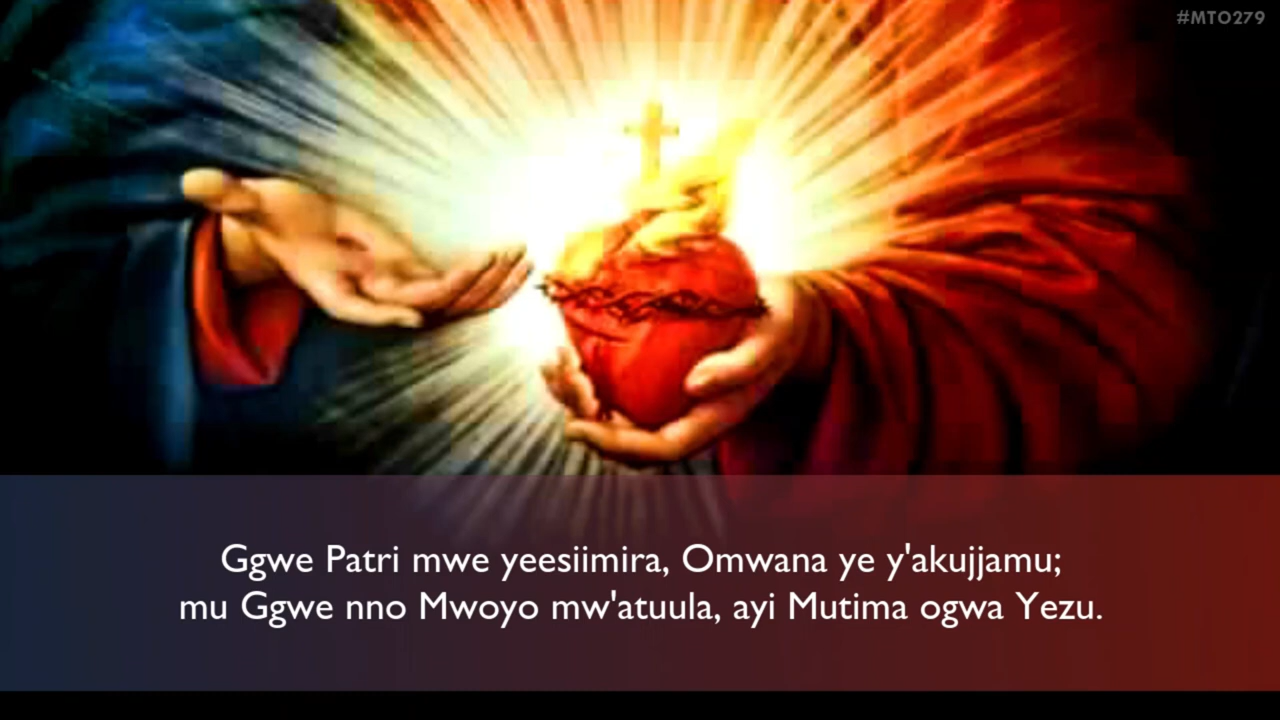 #MTO279
Ggwe Patri mwe yeesiimira, Omwana ye y'akujjamu;
mu Ggwe nno Mwoyo mw'atuula, ayi Mutima ogwa Yezu.